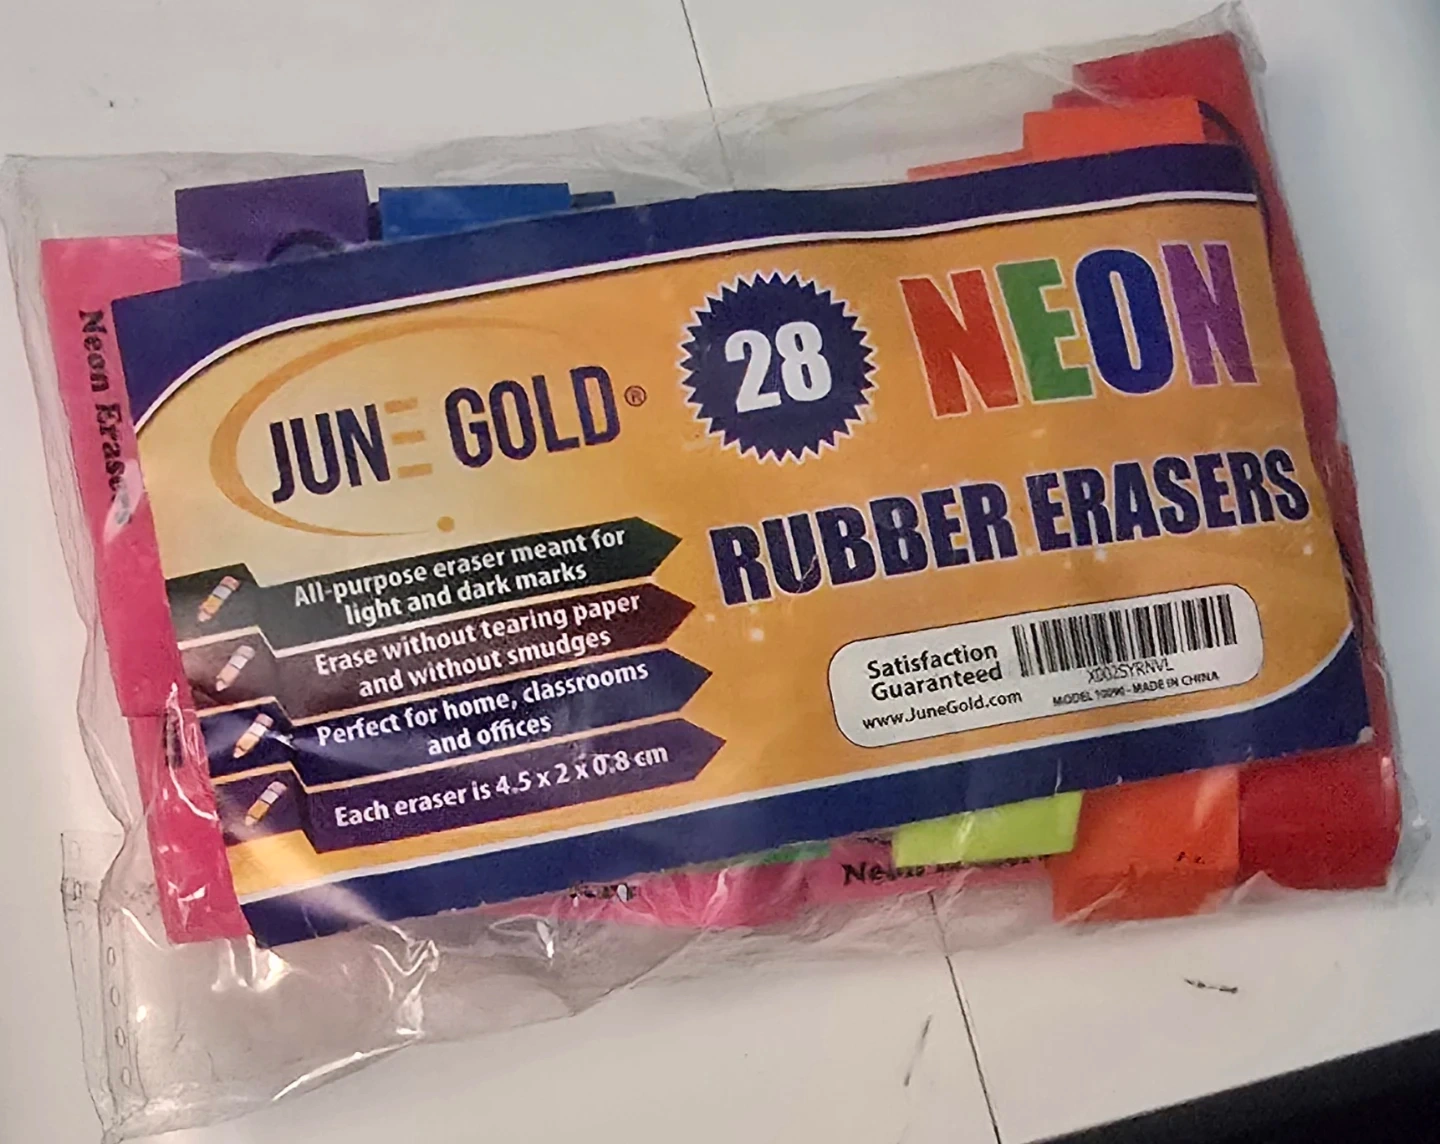 Neon Erasers
JUNE GOLD®
28
NEON
RUBBER ERASERS
All-purpose eraser meant for
light and dark marks
Erase without tearing paper
and without smudges
Perfect for home, classrooms
and offices
Each eraser is 4.5 x 2 x 0.8 cm
Satisfaction
Guaranteed
www.JuneGold.com
X002SYRNVL
MODEL - MADE IN CHINA